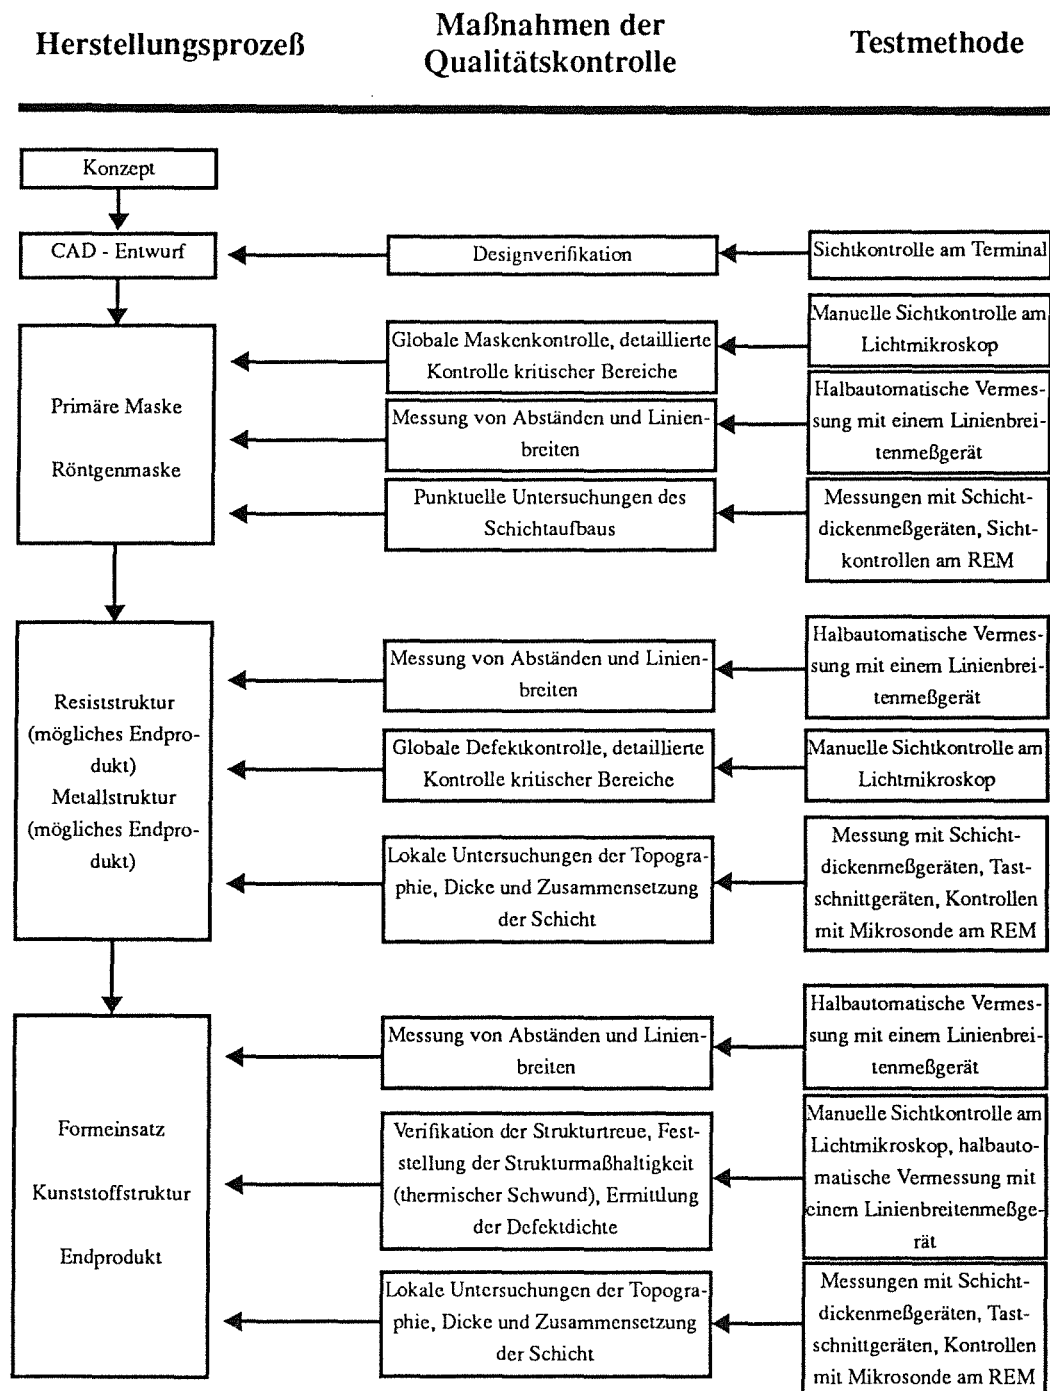 Herstellungsprozeß
Maßnahmen der
Qualitätskontrolle
Testmethode
Konzept
CAD - Entwurf
Designverifikation
Sichtkontrolle am Terminal
Primäre Maske
Röntgenmaske
Globale Maskenkontrolle, detaillierte
Kontrolle kritischer Bereiche
Manuelle Sichtkontrolle am
Lichtmikroskop
Messung von Abständen und Linien-
breiten
Halbautomatische Vermes-
sung mit einem Linienbrei-
tenmeßgerät
Punktuelle Untersuchungen des
Schichtaufbaus
Messungen mit Schicht-
dickenmeßgeräten, Sicht-
kontrollen am REM
Resiststruktur
(mögliches Endpro-
dukt)
Metallstruktur
(mögliches Endpro-
dukt)
Messung von Abständen und Linien-
breiten
Halbautomatische Vermes-
sung mit einem Linienbrei-
tenmeßgerät
Globale Defektkontrolle, detaillierte
Kontrolle kritischer Bereiche
Manuelle Sichtkontrolle am
Lichtmikroskop
Lokale Untersuchungen der Topogra-
phie, Dicke und Zusammensetzung
der Schicht
Messung mit Schicht-
dickenmeßgeräten, Tast-
schnittgeräten, Kontrollen
mit Mikrosonde am REM
Formeinsatz
Kunststoffstruktur
Endprodukt
Messung von Abständen und Linien-
breiten
Halbautomatische Vermes-
sung mit einem Linienbrei-
tenmeßgerät
Verifikation der Strukturtreue, Fest-
stellung der Strukturmaßhaltigkeit
(thermischer Schwund), Ermittlung
der Defektdichte
Manuelle Sichtkontrolle am
Lichtmikroskop, halbauto-
matische Vermessung mit
einem Linienbreitenmeßge-
rät
Lokale Untersuchungen der Topogra-
phie, Dicke und Zusammensetzung
der Schicht
Messungen mit Schicht-
dickenmeßgeräten, Tast-
schnittgeräten, Kontrollen
mit Mikrosonde am REM